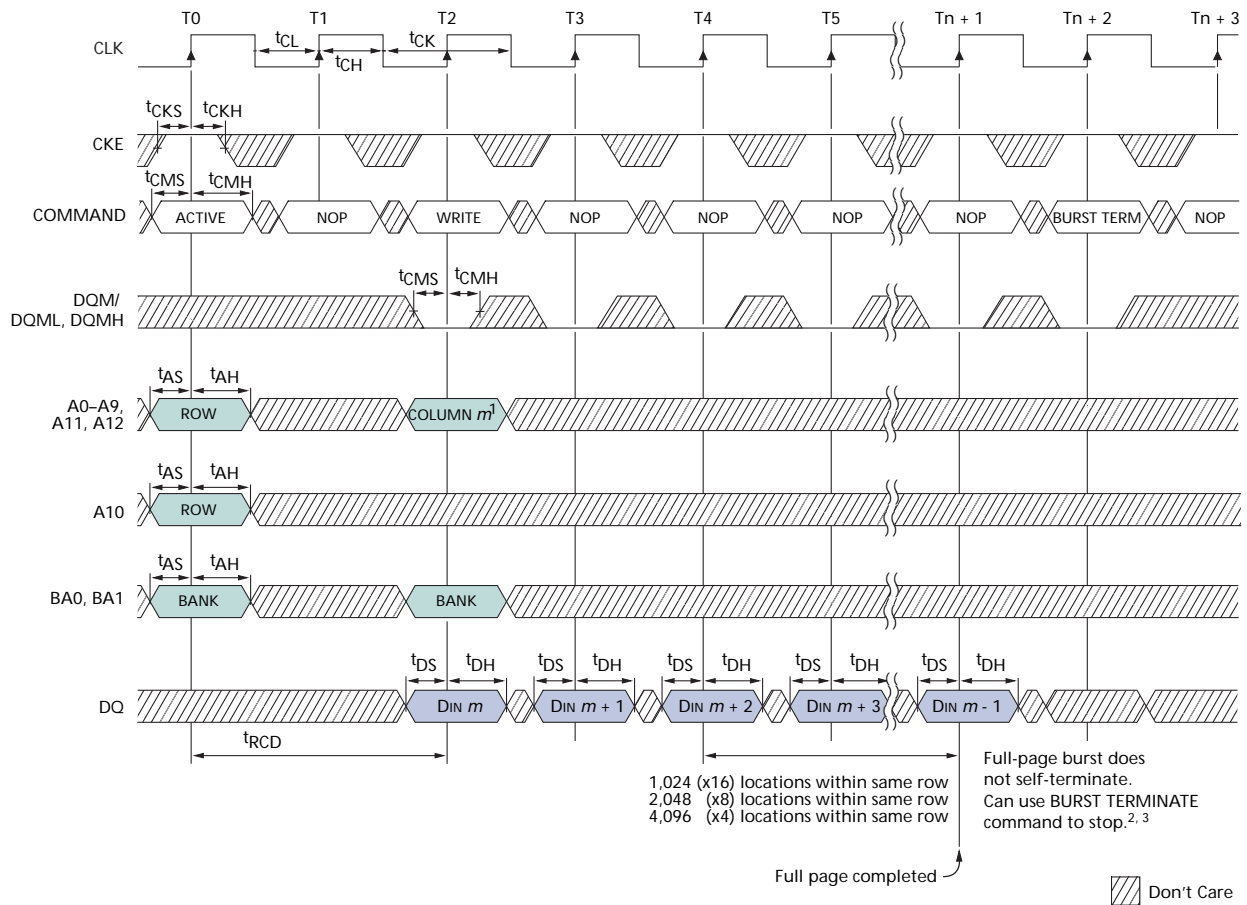 T0 T1 T2 T3 T4 T5 Tn + 1 Tn + 2 Tn + 3
CLK
tCL tCK
tCH
tCKS tCKH
CKE
tCMS tCMH
COMMAND ACTIVE NOP WRITE NOP NOP NOP NOP BURST TERM NOP
tCMS tCMH
DQM/
DQML, DQMH
tAS tAH
A0–A9,
A11, A12
ROW COLUMN m1
tAS tAH
A10 ROW
tAS tAH
BA0, BA1 BANK BANK
tDS tDH tDS tDH tDS tDH tDS tDH tDS tDH
DQ DIN m DIN m + 1 DIN m + 2 DIN m + 3 DIN m - 1
tRCD
1,024 (x16) locations within same row
2,048 (x8) locations within same row
4,096 (x4) locations within same row
Full-page burst does
not self-terminate.
Can use BURST TERMINATE
command to stop.2, 3
Full page completed
Don't Care